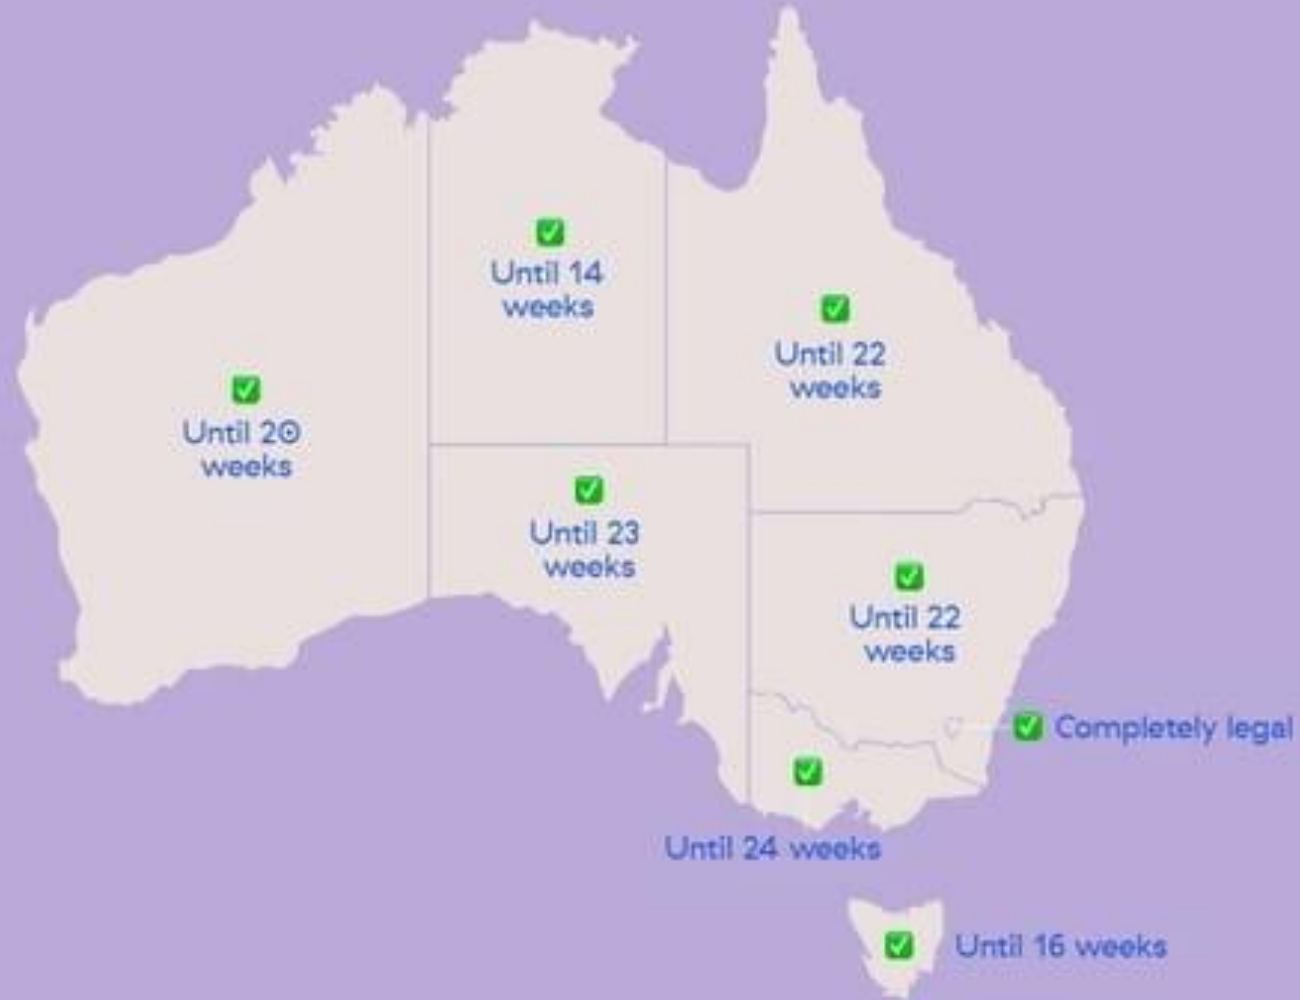 Until 14
weeks
Until 22
weeks
Until 20
weeks
Until 23
weeks
Until 22
weeks
Completely legal
Until 24 weeks
Until 16 weeks